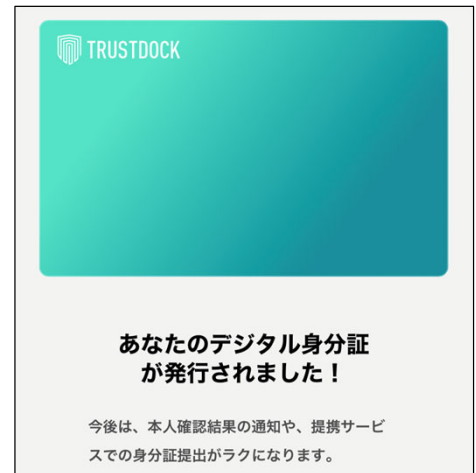 TRUSTDOCK
あなたのデジタル身分証
が発行されました！
今後は、本人確認結果の通知や、提携サービ
スでの身分証提出がラクになります。